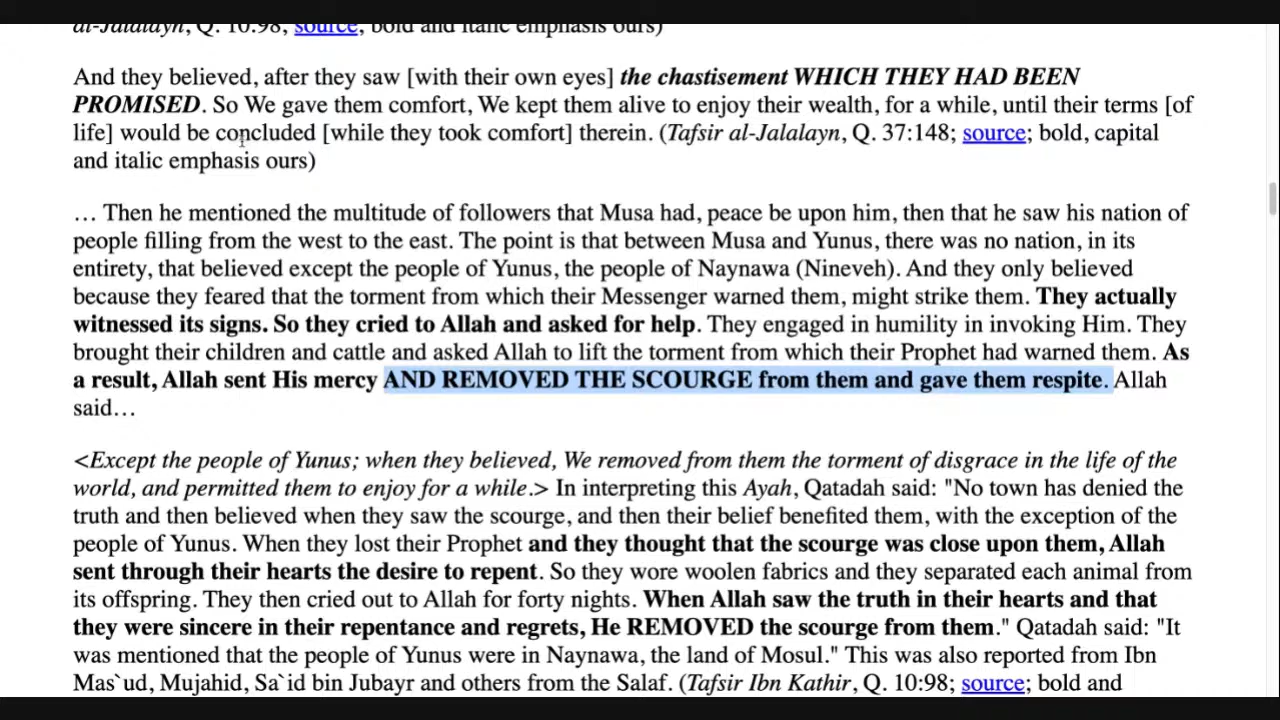 al-Jalalayn, Q. 10:98; source; bold and italic emphasis ours)
And they believed, after they saw [with their own eyes] the chastisement WHICH THEY HAD BEEN
PROMISED. So We gave them comfort, We kept them alive to enjoy their wealth, for a while, until their terms [of
life] would be concluded [while they took comfort] therein. (Tafsir al-Jalalayn, Q. 37:148; source; bold, capital
and italic emphasis ours)
… Then he mentioned the multitude of followers that Musa had, peace be upon him, then that he saw his nation of
people filling from the west to the east. The point is that between Musa and Yunus, there was no nation, in its
entirety, that believed except the people of Yunus, the people of Naynawa (Nineveh). And they only believed
because they feared that the torment from which their Messenger warned them, might strike them. They actually
witnessed its signs. So they cried to Allah and asked for help. They engaged in humility in invoking Him. They
brought their children and cattle and asked Allah to lift the torment from which their Prophet had warned them. As
a result, Allah sent His mercy AND REMOVED THE SCOURGE from them and gave them respite. Allah
said…
<Except the people of Yunus; when they believed, We removed from them the torment of disgrace in the life of the
world, and permitted them to enjoy for a while.> In interpreting this Ayah, Qatadah said: "No town has denied the
truth and then believed when they saw the scourge, and then their belief benefited them, with the exception of the
people of Yunus. When they lost their Prophet and they thought that the scourge was close upon them, Allah
sent through their hearts the desire to repent. So they wore woolen fabrics and they separated each animal from
its offspring. They then cried out to Allah for forty nights. When Allah saw the truth in their hearts and that
they were sincere in their repentance and regrets, He REMOVED the scourge from them." Qatadah said: "It
was mentioned that the people of Yunus were in Naynawa, the land of Mosul." This was also reported from Ibn
Mas`ud, Mujahid, Sa`id bin Jubayr and others from the Salaf. (Tafsir Ibn Kathir, Q. 10:98; source; bold and